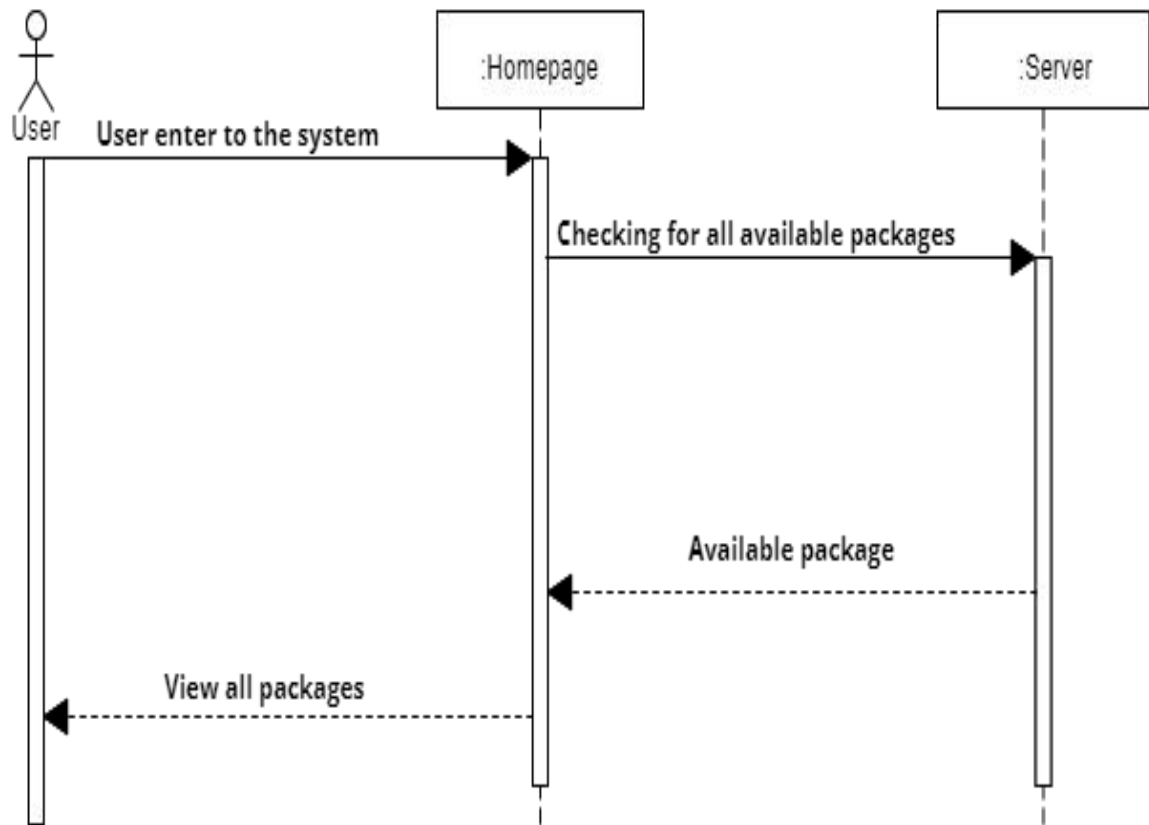 :Homepage
:Server
User
User enter to the system
Checking for all available packages
Available package
View all packages